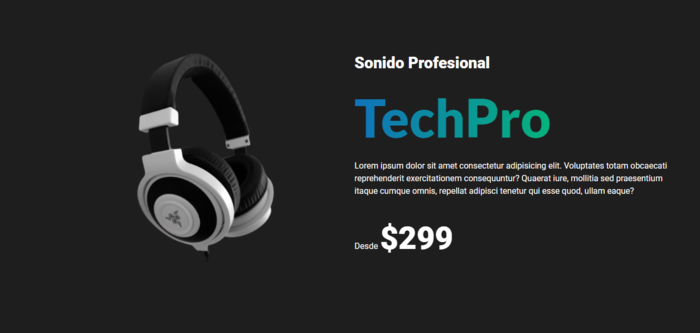 Sonido Profesional
TechPro
Lorem ipsum dolor sit amet consectetur adipisicing elit. Voluptates totam obcaecati
reprehenderit exercitationem consequuntur? Quaerat iure, mollitia sed praesentium
itaque cumque omnis, repellat adipisci tenetur qui esse quod, ullam eaque?
Desde $299